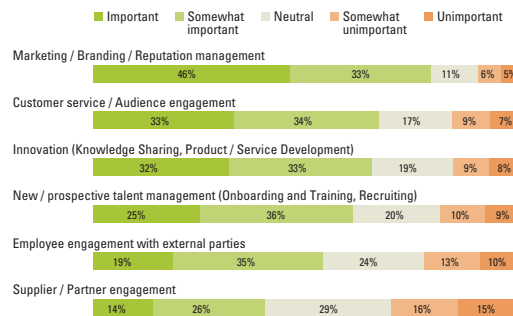 Important Somewhat important Neutral Somewhat unimportant Unimportant
Marketing / Branding / Reputation management
46% 33% 11% 6% 5%
Customer service / Audience engagement
33% 34% 17% 9% 7%
Innovation (Knowledge Sharing, Product / Service Development)
32% 33% 19% 9% 8%
New / prospective talent management (Onboarding and Training, Recruiting)
25% 36% 20% 10% 9%
Employee engagement with external parties
19% 35% 24% 13% 10%
Supplier / Partner engagement
14% 26% 29% 16% 15%